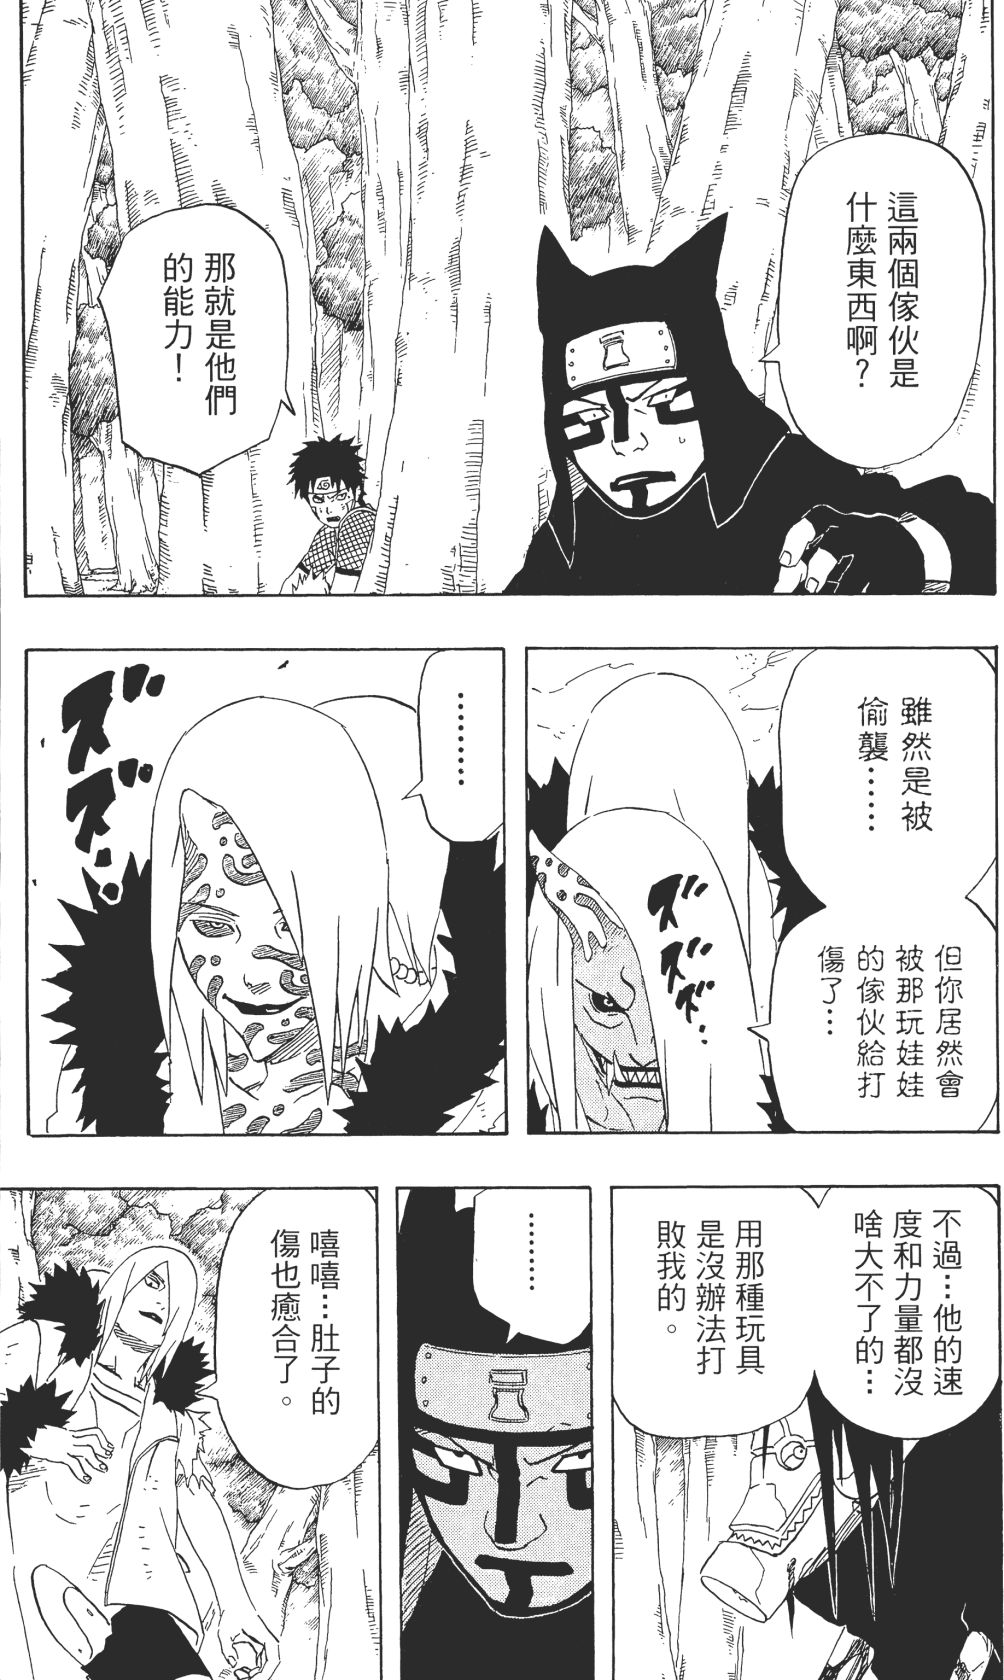 這兩個傢伙是
什麼東西啊?
那就是他們
的能力!
雖然是被
偷襲……
但你居然會
被那玩娃娃
的傢伙給打
傷了…
ズズ…
………
ズズ…
不過…他的速
度和力量都沒
啥大不了的…
用那種玩具
是沒辦法打
敗我的。
………
嘻嘻…肚子的
傷也癒合了。